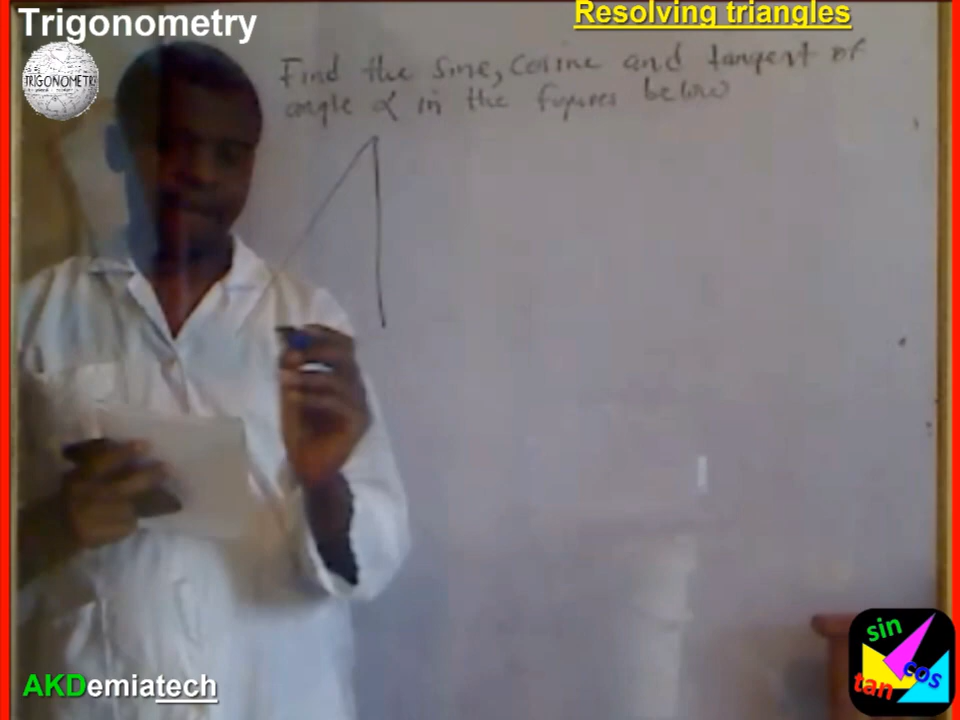 Trigonometry
Resolving triangles
TRIGONOMETRY
Find the sine, Cosine and tangent of
angle α in the figures below
AKDemiatech
sin
cos
tan